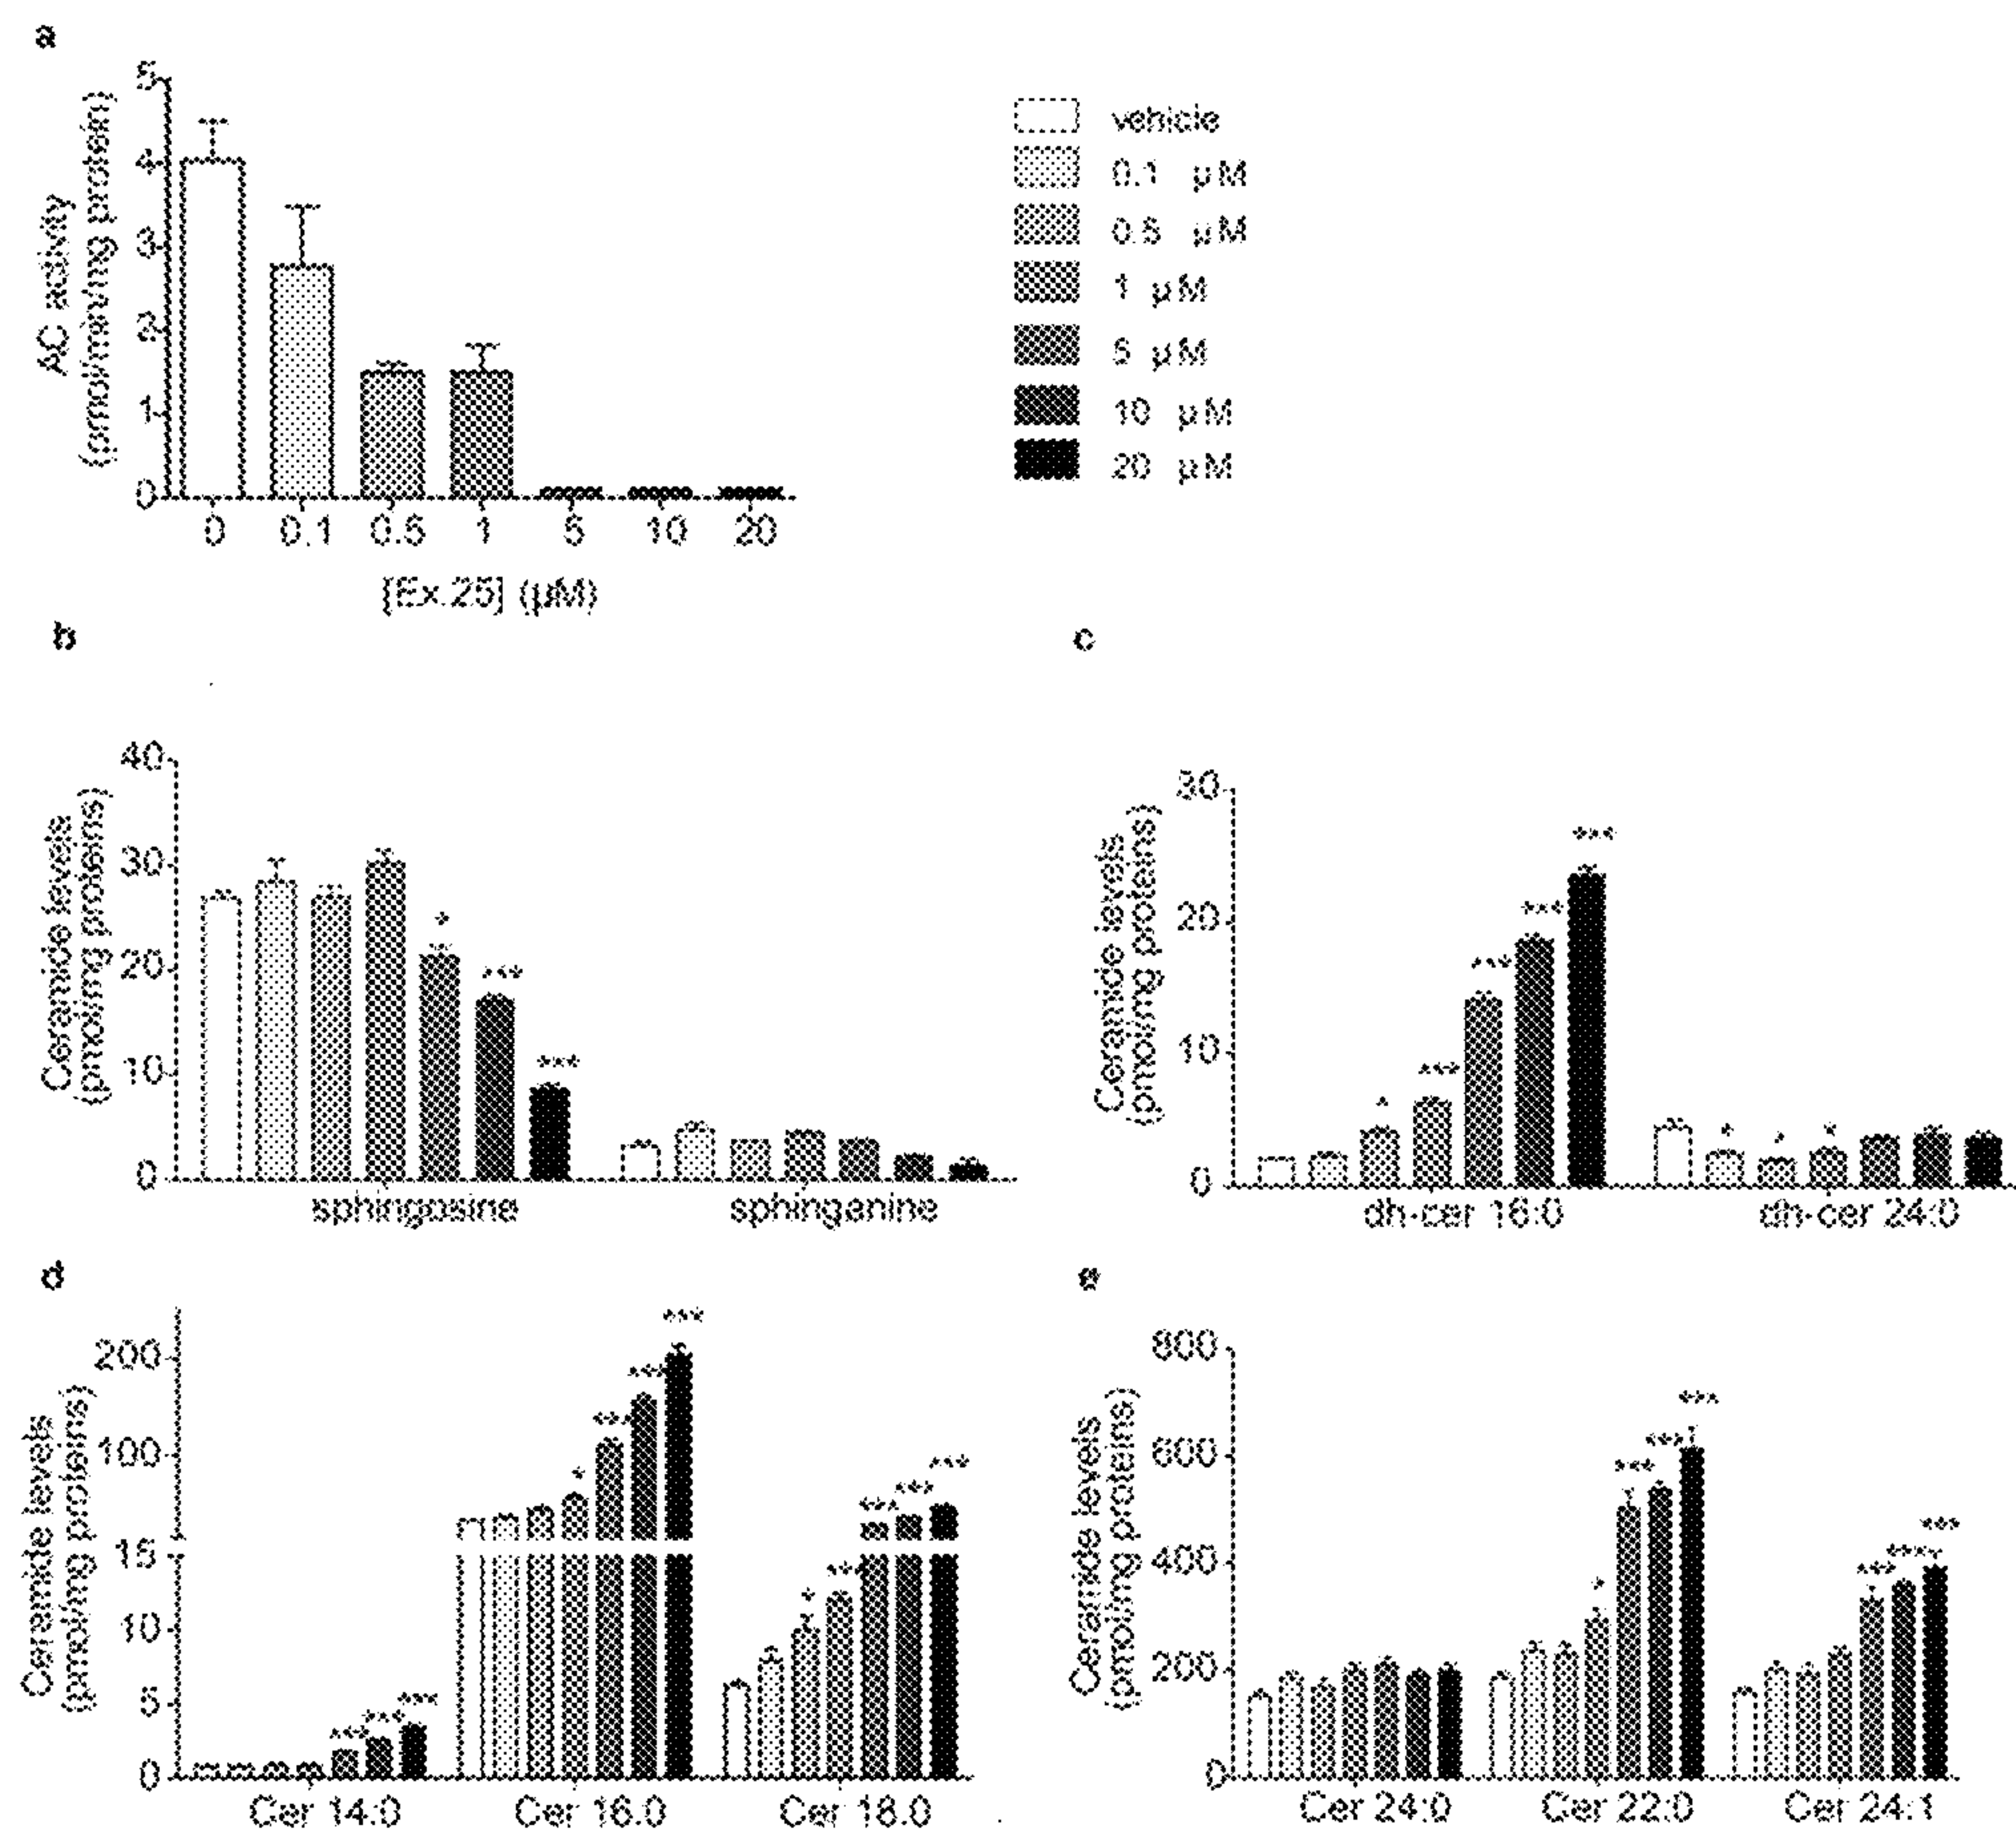 a
AC activity
(pmol/min/mg protein)
5
4
3
2
1
0
0 0.1 0.5 1 5 10 20
[Ex.25] (µM)
vehicle
0.1 µM
0.5 µM
1 µM
5 µM
10 µM
20 µM
b
Ceramide levels
(pmol/mg proteins)
40
30
20
10
0
*
***
***
sphingosine sphinganine
c
Ceramide levels
(pmol/mg proteins)
30
20
10
0
*
***
***
***
***
* * *
dh-cer 16:0 dh-cer 24:0
d
Ceramide levels
(pmol/mg proteins)
200
100
15
10
5
0
*** *** ***
* *** *** ***
* *** *** *** ***
Cer 14:0 Cer 16:0 Cer 18:0
e
Ceramide levels
(pmol/mg proteins)
800
600
400
200
0
* *** *** ***
*** *** ***
Cer 24:0 Cer 22:0 Cer 24:1